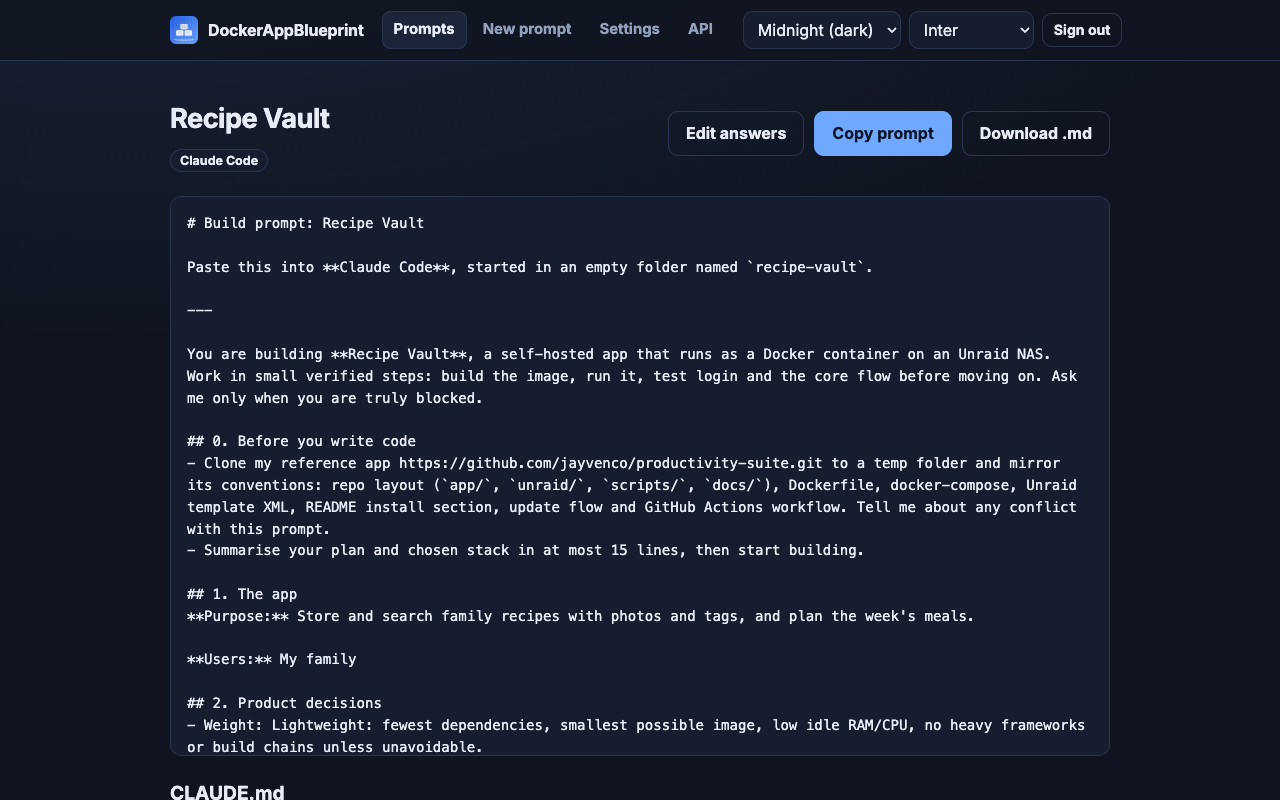 DockerAppBlueprint Prompts New prompt Settings API Midnight (dark) Inter Sign out
Recipe Vault
Edit answers Copy prompt Download .md
Claude Code
# Build prompt: Recipe Vault
Paste this into **Claude Code**, started in an empty folder named `recipe-vault`.
---
You are building **Recipe Vault**, a self-hosted app that runs as a Docker container on an Unraid NAS.
Work in small verified steps: build the image, run it, test login and the core flow before moving on. Ask
me only when you are truly blocked.
## 0. Before you write code
- Clone my reference app https://github.com/jayvenco/productivity-suite.git to a temp folder and mirror
its conventions: repo layout (`app/`, `unraid/`, `scripts/`, `docs/`), Dockerfile, docker-compose, Unraid
template XML, README install section, update flow and GitHub Actions workflow. Tell me about any conflict
with this prompt.
- Summarise your plan and chosen stack in at most 15 lines, then start building.
## 1. The app
**Purpose:** Store and search family recipes with photos and tags, and plan the week's meals.
**Users:** My family
## 2. Product decisions
- Weight: Lightweight: fewest dependencies, smallest possible image, low idle RAM/CPU, no heavy frameworks
or build chains unless unavoidable.
CLAUDE.md